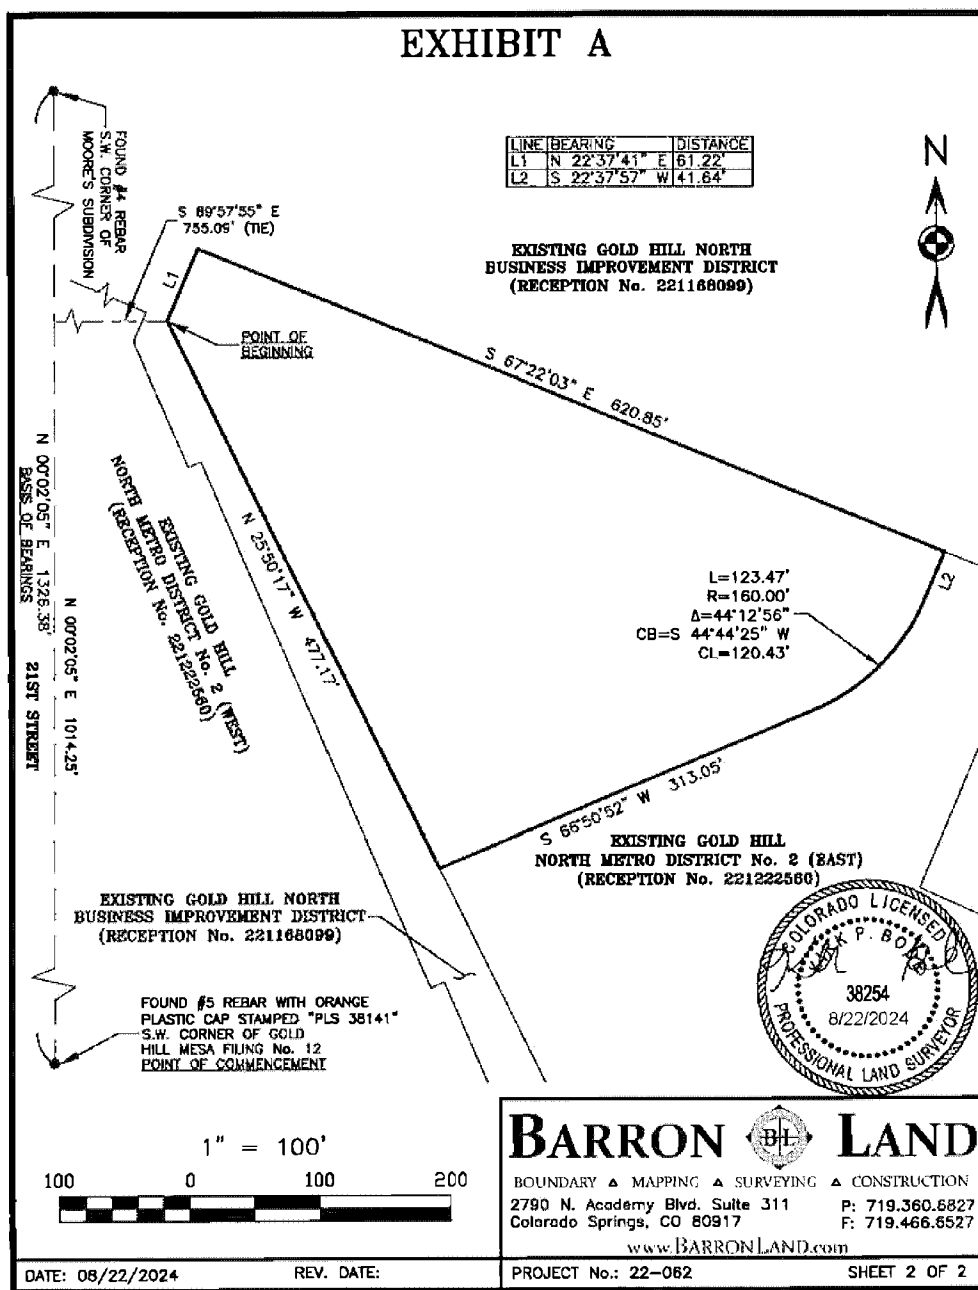 EXHIBIT A
FOUND #4 REBAR
S.W. CORNER OF
MOORE'S SUBDIVISION
LINE BEARING DISTANCE
L1 N 22°37'41" E 61.22'
L2 S 22°37'57" W 41.64'
N
S 89°57'55" E
755.09' (TIE)
EXISTING GOLD HILL NORTH
BUSINESS IMPROVEMENT DISTRICT
(RECEPTION No. 221168099)
L1
POINT OF
BEGINNING
S 67°22'03" E 620.85'
N 00°02'05" E 1326.38'
BASIS OF BEARINGS
N 00°02'05" E 1014.25'
21ST STREET
EXISTING GOLD HILL
NORTH METRO DISTRICT No. 2 (WEST)
(RECEPTION No. 221222560)
N 25°50'17" W 477.17'
L=123.47'
R=160.00'
Δ=44°12'56"
CB=S 44°44'25" W
CL=120.43'
L2
S 66°50'52" W 313.05'
EXISTING GOLD HILL
NORTH METRO DISTRICT No. 2 (EAST)
(RECEPTION No. 221222560)
EXISTING GOLD HILL NORTH
BUSINESS IMPROVEMENT DISTRICT
(RECEPTION No. 221168099)
COLORADO LICENSED
KIRK P.
38254
8/22/2024
PROFESSIONAL LAND SURVEYOR
FOUND #5 REBAR WITH ORANGE
PLASTIC CAP STAMPED "PLS 38141"
S.W. CORNER OF GOLD
HILL MESA FILING No. 12
POINT OF COMMENCEMENT
1" = 100'
100 0 100 200
BARRON BL LAND
BOUNDARY ▲ MAPPING ▲ SURVEYING ▲ CONSTRUCTION
2790 N. Academy Blvd. Suite 311 P: 719.360.6827
Colorado Springs, CO 80917 F: 719.466.6527
www.BARRONLAND.com
DATE: 08/22/2024 REV. DATE: PROJECT No.: 22-062 SHEET 2 OF 2